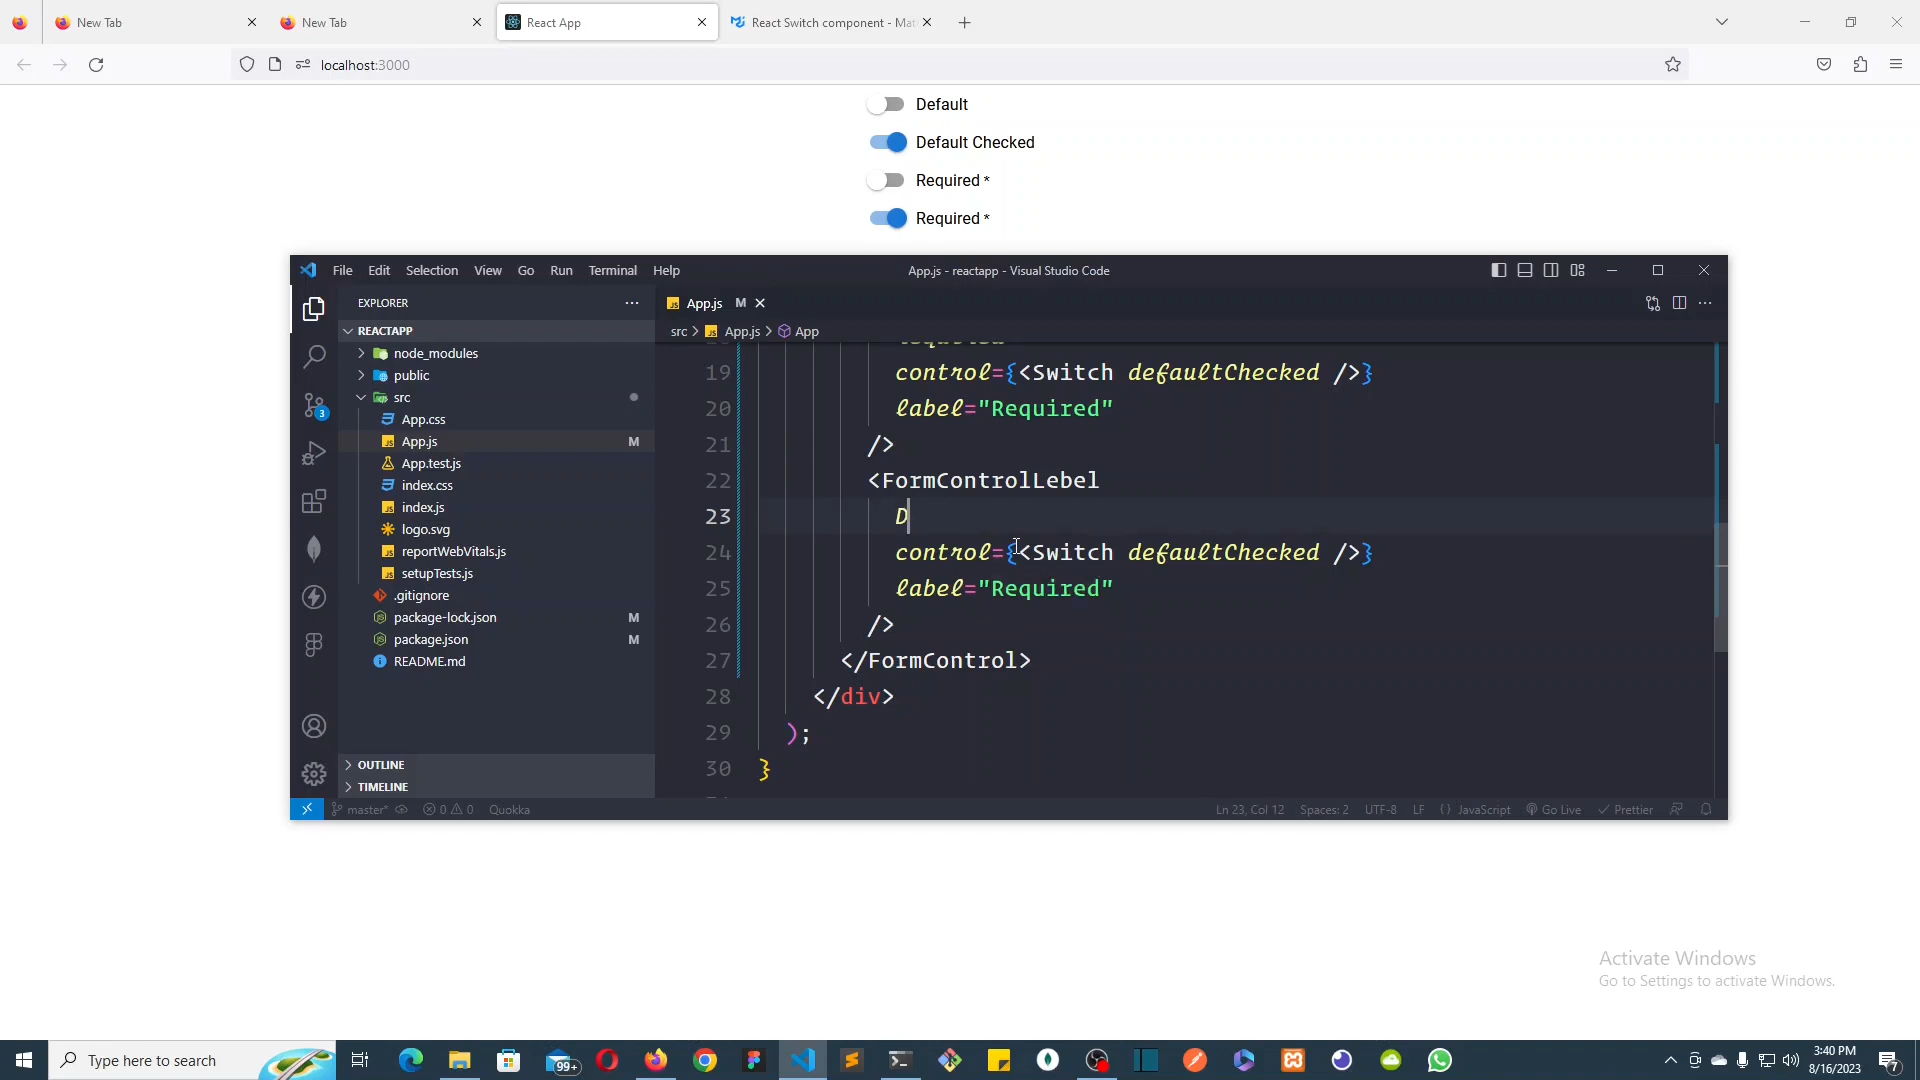 New Tab
New Tab
React App
React Switch component - Mat
localhost:3000
Default
Default Checked
Required *
Required *
File Edit Selection View Go Run Terminal Help
App.js - reactapp - Visual Studio Code
EXPLORER
REACTAPP
node_modules
public
src
App.css
App.js M
App.test.js
index.css
index.js
logo.svg
reportWebVitals.js
setupTests.js
.gitignore
package-lock.json M
package.json M
README.md
OUTLINE
TIMELINE
3
JS App.js M
src > JS App.js > App
19 control={<Switch defaultChecked />}
20 label="Required"
21 />
22 <FormControlLebel
23 D
24 control={<Switch defaultChecked />}
25 label="Required"
26 />
27 </FormControl>
28 </div>
29 );
30 }
master* 0 0 Quokka
Ln 23, Col 12 Spaces: 2 UTF-8 LF {} JavaScript Go Live Prettier
Activate Windows
Go to Settings to activate Windows.
Type here to search
99+
3:40 PM
8/16/2023
7